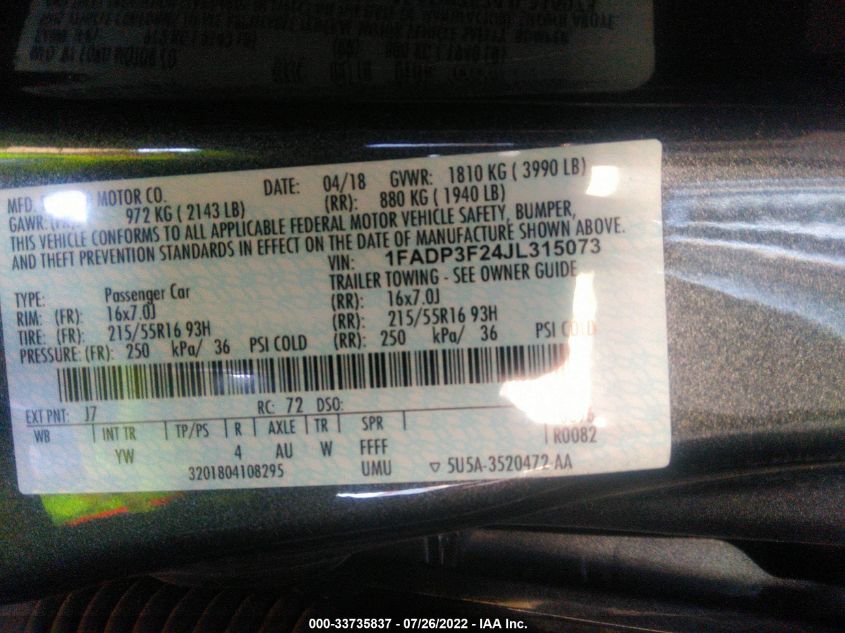 MFD. MOTOR CO. DATE: 04/18 GVWR: 1810 KG ( 3990 LB)
GAWR: (FR): 972 KG ( 2143 LB) (RR): 880 KG ( 1940 LB)
THIS VEHICLE CONFORMS TO ALL APPLICABLE FEDERAL MOTOR VEHICLE SAFETY, BUMPER,
AND THEFT PREVENTION STANDARDS IN EFFECT ON THE DATE OF MANUFACTURE SHOWN ABOVE.
VIN: 1FADP3F24JL315073
TRAILER TOWING - SEE OWNER GUIDE
TYPE: Passenger Car
RIM: (FR): 16x7.0J (RR): 16x7.0J
TIRE: (FR): 215/55R16 93H (RR): 215/55R16 93H
PRESSURE: (FR): 250 kPa/ 36 PSI COLD (RR): 250 kPa/ 36 PSI COLD
EXT PNT: J7 RC: 72 DSO:
WB INT TR TP/PS R AXLE TR SPR R0082
YW 4 AU W FFFF
3201804108295 UMU ▽ 5U5A-3520472-AA
000-33735837 - 07/26/2022 - IAA Inc.